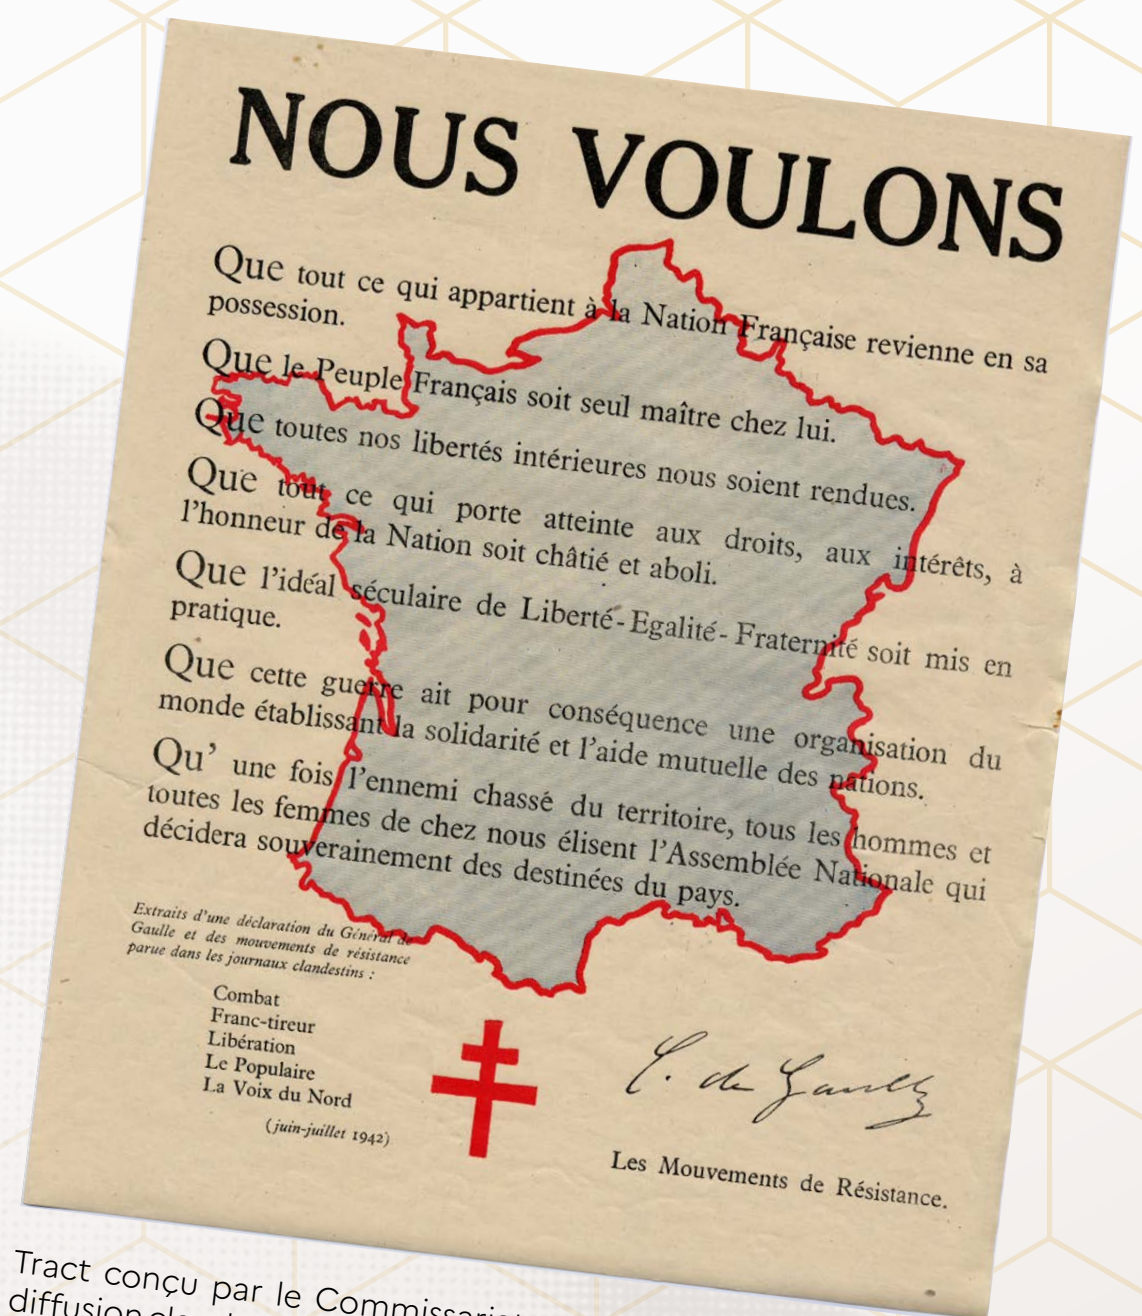 NOUS VOULONS
Que tout ce qui appartient à la Nation Française revienne en sa
possession.
Que le Peuple Français soit seul maître chez lui.
Que toutes nos libertés intérieures nous soient rendues.
Que tout ce qui porte atteinte aux droits, aux intérêts, à
l'honneur de la Nation soit châtié et aboli.
Que l'idéal séculaire de Liberté-Egalité-Fraternité soit mis en
pratique.
Que cette guerre ait pour conséquence une organisation du
monde établissant la solidarité et l'aide mutuelle des nations.
Qu' une fois l'ennemi chassé du territoire, tous les hommes et
toutes les femmes de chez nous élisent l'Assemblée Nationale qui
décidera souverainement des destinées du pays.
Extraits d'une déclaration du Général de
Gaulle et des mouvements de résistance
parue dans les journaux clandestins :
Combat
Franc-tireur
Libération
Le Populaire
La Voix du Nord
(juin-juillet 1942)
C. de Gaulle
Les Mouvements de Résistance.
Tract conçu par le
diffusion